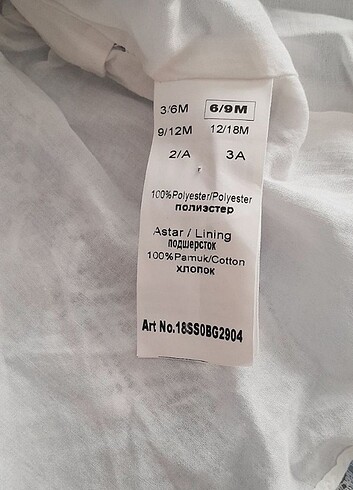 3/6M 6/9M
9/12M 12/18M
2/A 3A
100%Polyester/Polyester
полиэстер
Astar / Lining
подшерсток
100%Pamuk/Cotton
хлопок
Art No.18SS0BG2904